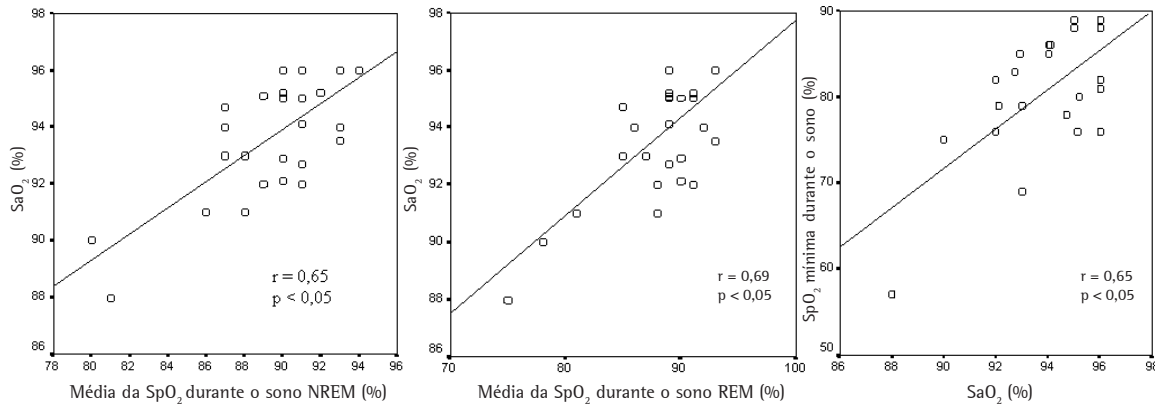 98
96
94
92
90
88
86
SaO₂ (%)
r = 0,65
p < 0,05
78 80 82 84 86 88 90 92 94 96
Média da SpO₂ durante o sono NREM (%)
98
96
94
92
90
88
86
SaO₂ (%)
r = 0,69
p < 0,05
70 80 90 100
Média da SpO₂ durante o sono REM (%)
90
80
70
60
50
SpO₂ mínima durante o sono (%)
r = 0,65
p < 0,05
86 88 90 92 94 96 98
SaO₂ (%)